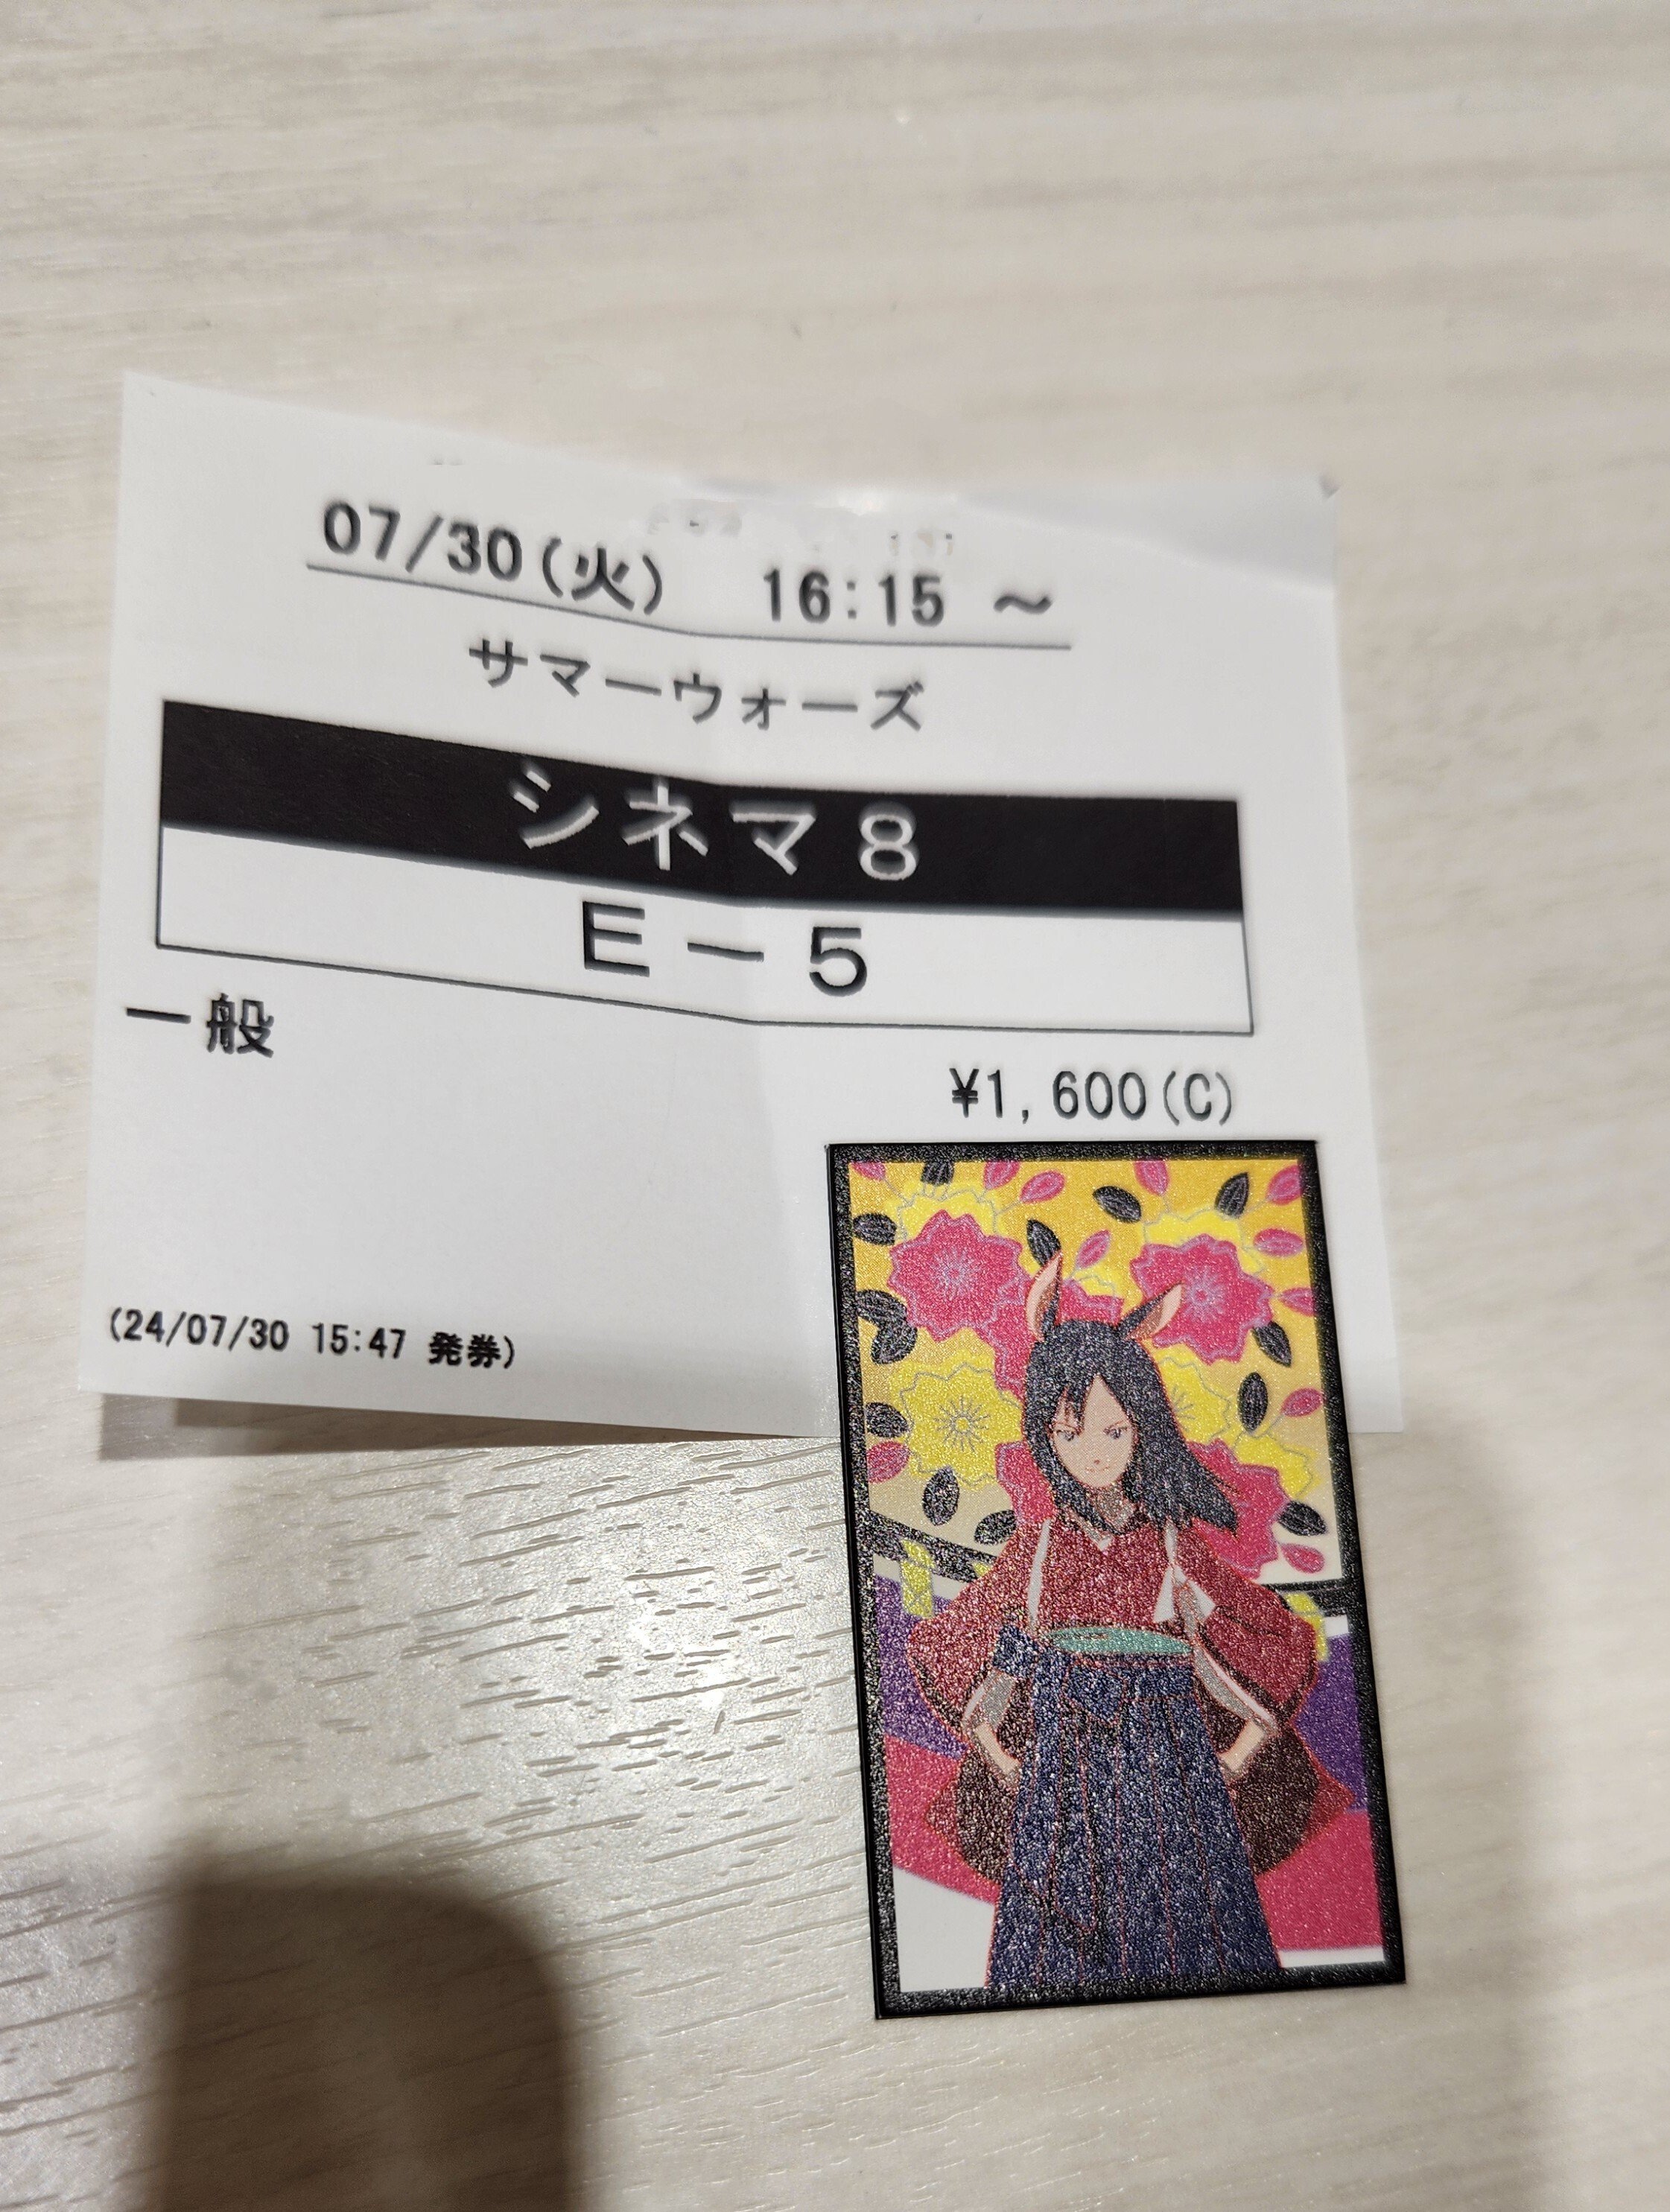 07/30(火) 16:15 ～
サマーウォーズ
シネマ8
E－5
一般
¥1,600(C)
(24/07/30 15:47 発券)